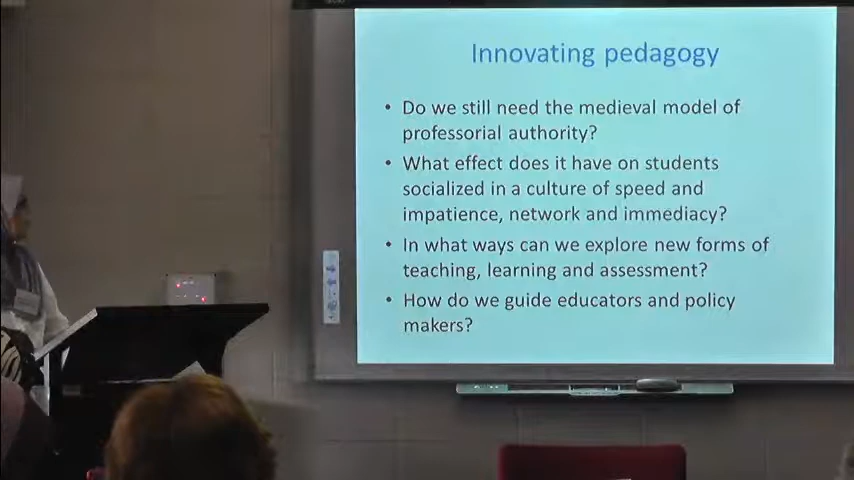 Innovating pedagogy
• Do we still need the medieval model of
professorial authority?
• What effect does it have on students
socialized in a culture of speed and
impatience, network and immediacy?
• In what ways can we explore new forms of
teaching, learning and assessment?
• How do we guide educators and policy
makers?